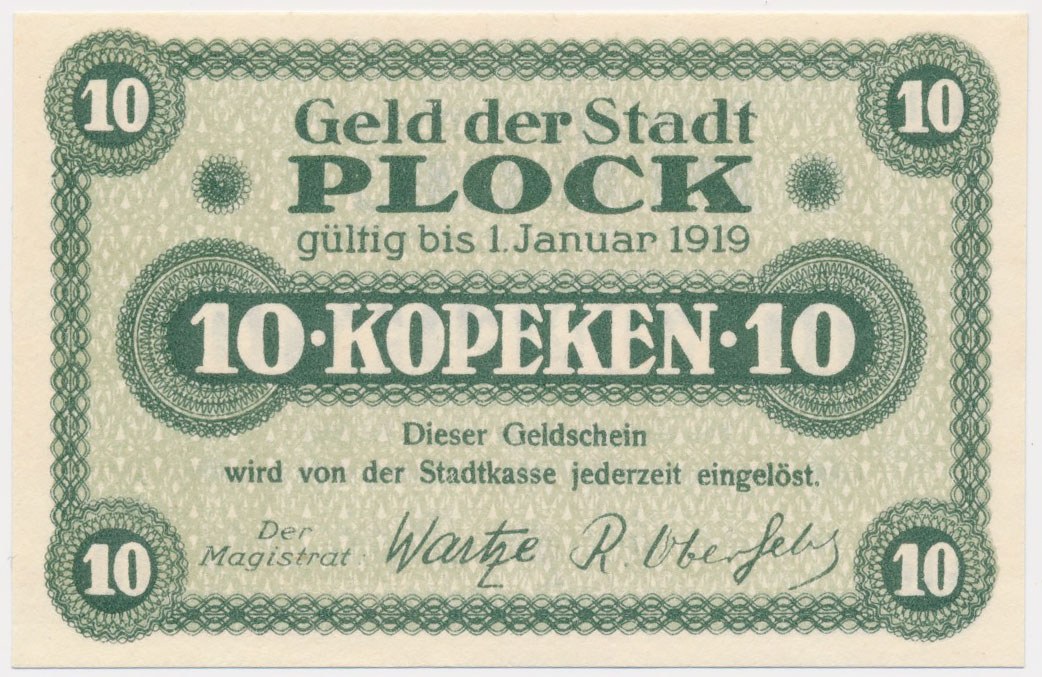 10 10
Geld der Stadt
PLOCK
gültig bis 1. Januar 1919
10·KOPEKEN·10
Dieser Geldschein
wird von der Stadtkasse jederzeit eingelöst.
Der
Magistrat: Wartze R.
10 10